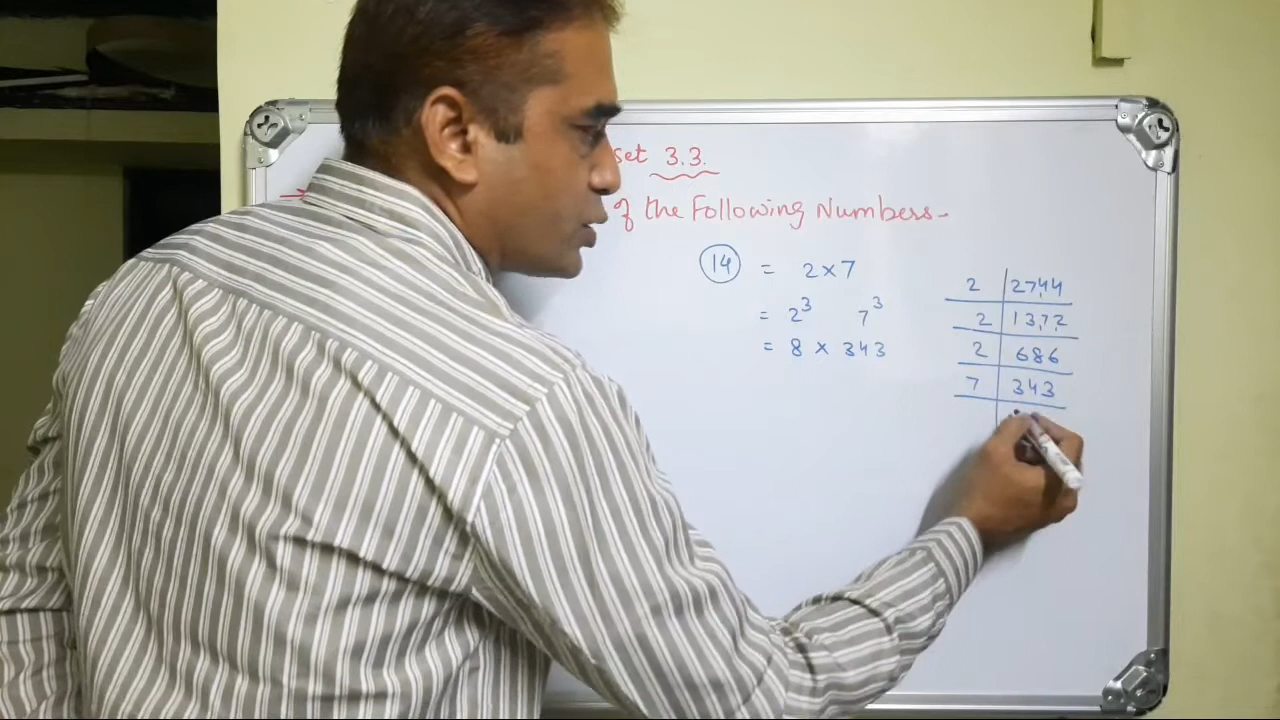 set 3.3.
of the Following Numbers.
14 = 2×7
= 2³ 7³
= 8 × 343
2 | 2744
2 | 1372
2 | 686
7 | 343